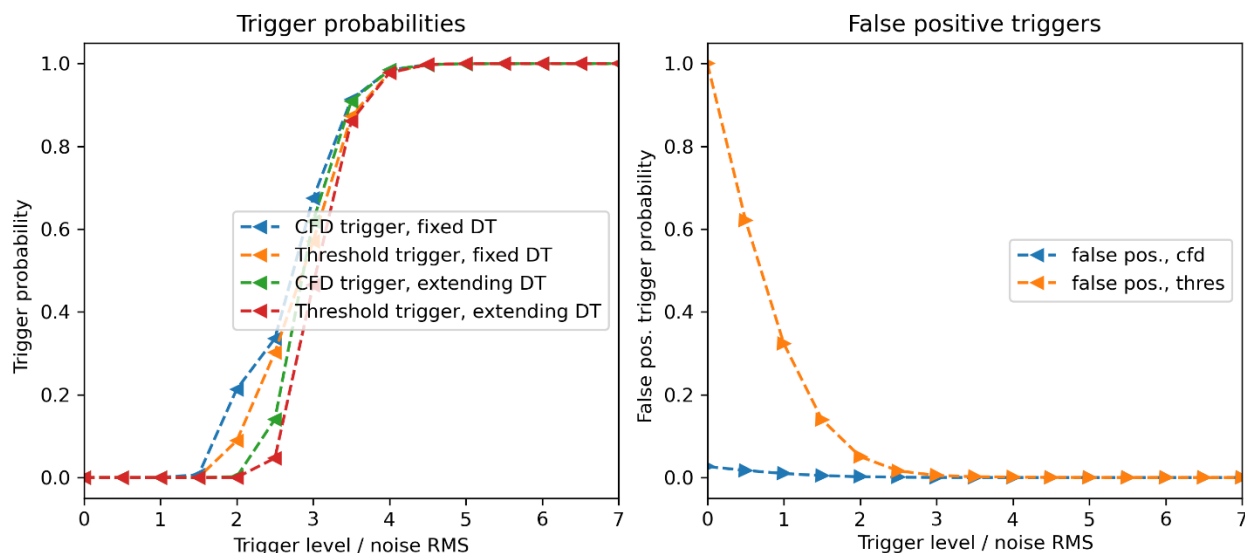 Trigger probabilities
Trigger probability
1.0
0.8
0.6
0.4
0.2
0.0
CFD trigger, fixed DT
Threshold trigger, fixed DT
CFD trigger, extending DT
Threshold trigger, extending DT
0 1 2 3 4 5 6 7
Trigger level / noise RMS
False positive triggers
False pos. trigger probability
1.0
0.8
0.6
0.4
0.2
0.0
false pos., cfd
false pos., thres
0 1 2 3 4 5 6 7
Trigger level / noise RMS